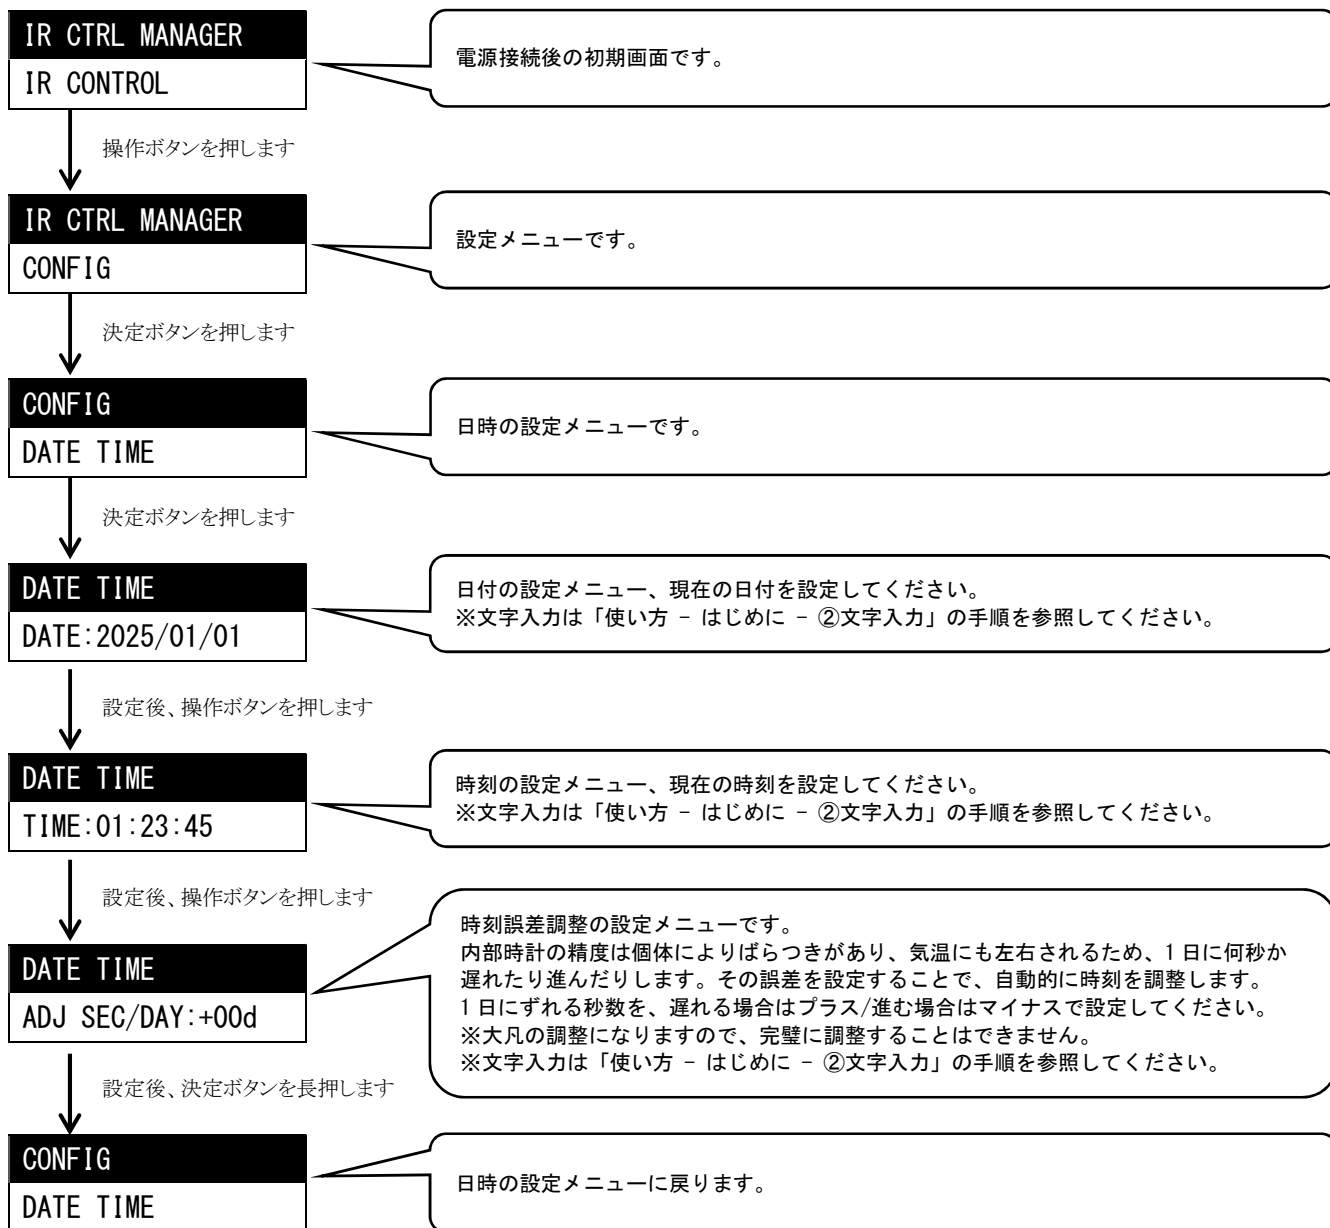 IR CTRL MANAGER
IR CONTROL
電源接続後の初期画面です。
操作ボタンを押します
IR CTRL MANAGER
CONFIG
設定メニューです。
決定ボタンを押します
CONFIG
DATE TIME
日時の設定メニューです。
決定ボタンを押します
DATE TIME
DATE:2025/01/01
日付の設定メニュー、現在の日付を設定してください。
※文字入力は「使い方 － はじめに － ②文字入力」の手順を参照してください。
設定後、操作ボタンを押します
DATE TIME
TIME:01:23:45
時刻の設定メニュー、現在の時刻を設定してください。
※文字入力は「使い方 － はじめに － ②文字入力」の手順を参照してください。
設定後、操作ボタンを押します
DATE TIME
ADJ SEC/DAY:+00d
時刻誤差調整の設定メニューです。
内部時計の精度は個体によりばらつきがあり、気温にも左右されるため、1日に何秒か
遅れたり進んだりします。その誤差を設定することで、自動的に時刻を調整します。
1日にずれる秒数を、遅れる場合はプラス/進む場合はマイナスで設定してください。
※大凡の調整になりますので、完璧に調整することはできません。
※文字入力は「使い方 － はじめに － ②文字入力」の手順を参照してください。
設定後、決定ボタンを長押します
CONFIG
DATE TIME
日時の設定メニューに戻ります。